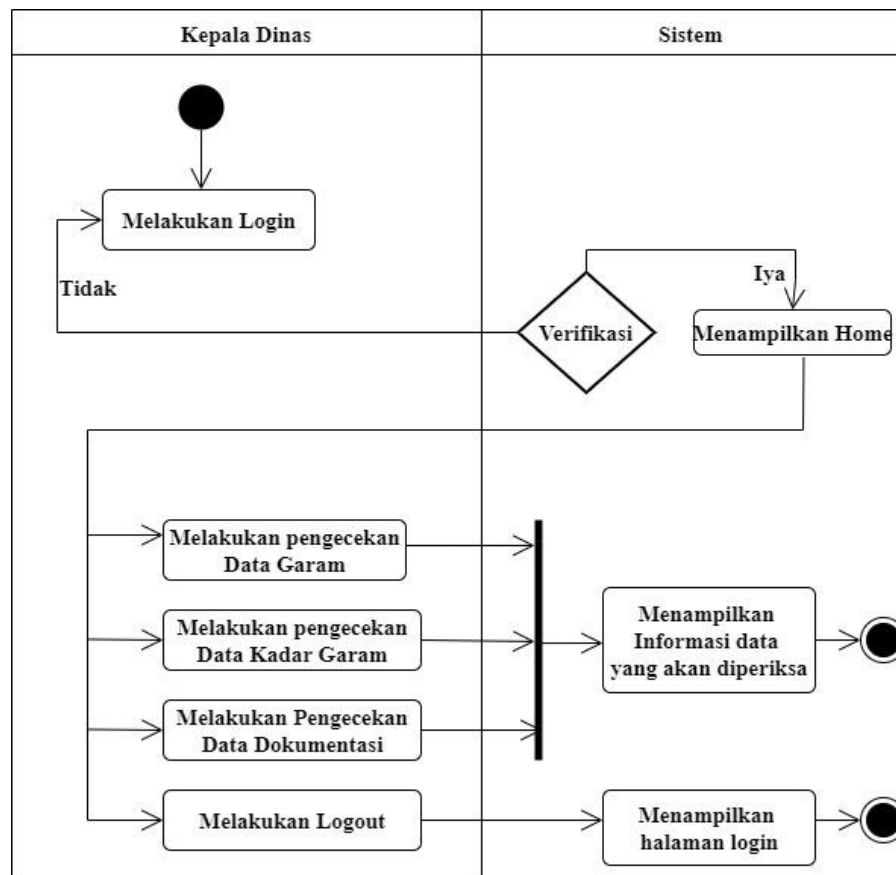 Kepala Dinas
Sistem
Melakukan Login
Tidak
Verifikasi
Iya
Menampilkan Home
Melakukan pengecekan
Data Garam
Melakukan pengecekan
Data Kadar Garam
Melakukan Pengecekan
Data Dokumentasi
Menampilkan
Informasi data
yang akan diperiksa
Melakukan Logout
Menampilkan
halaman login